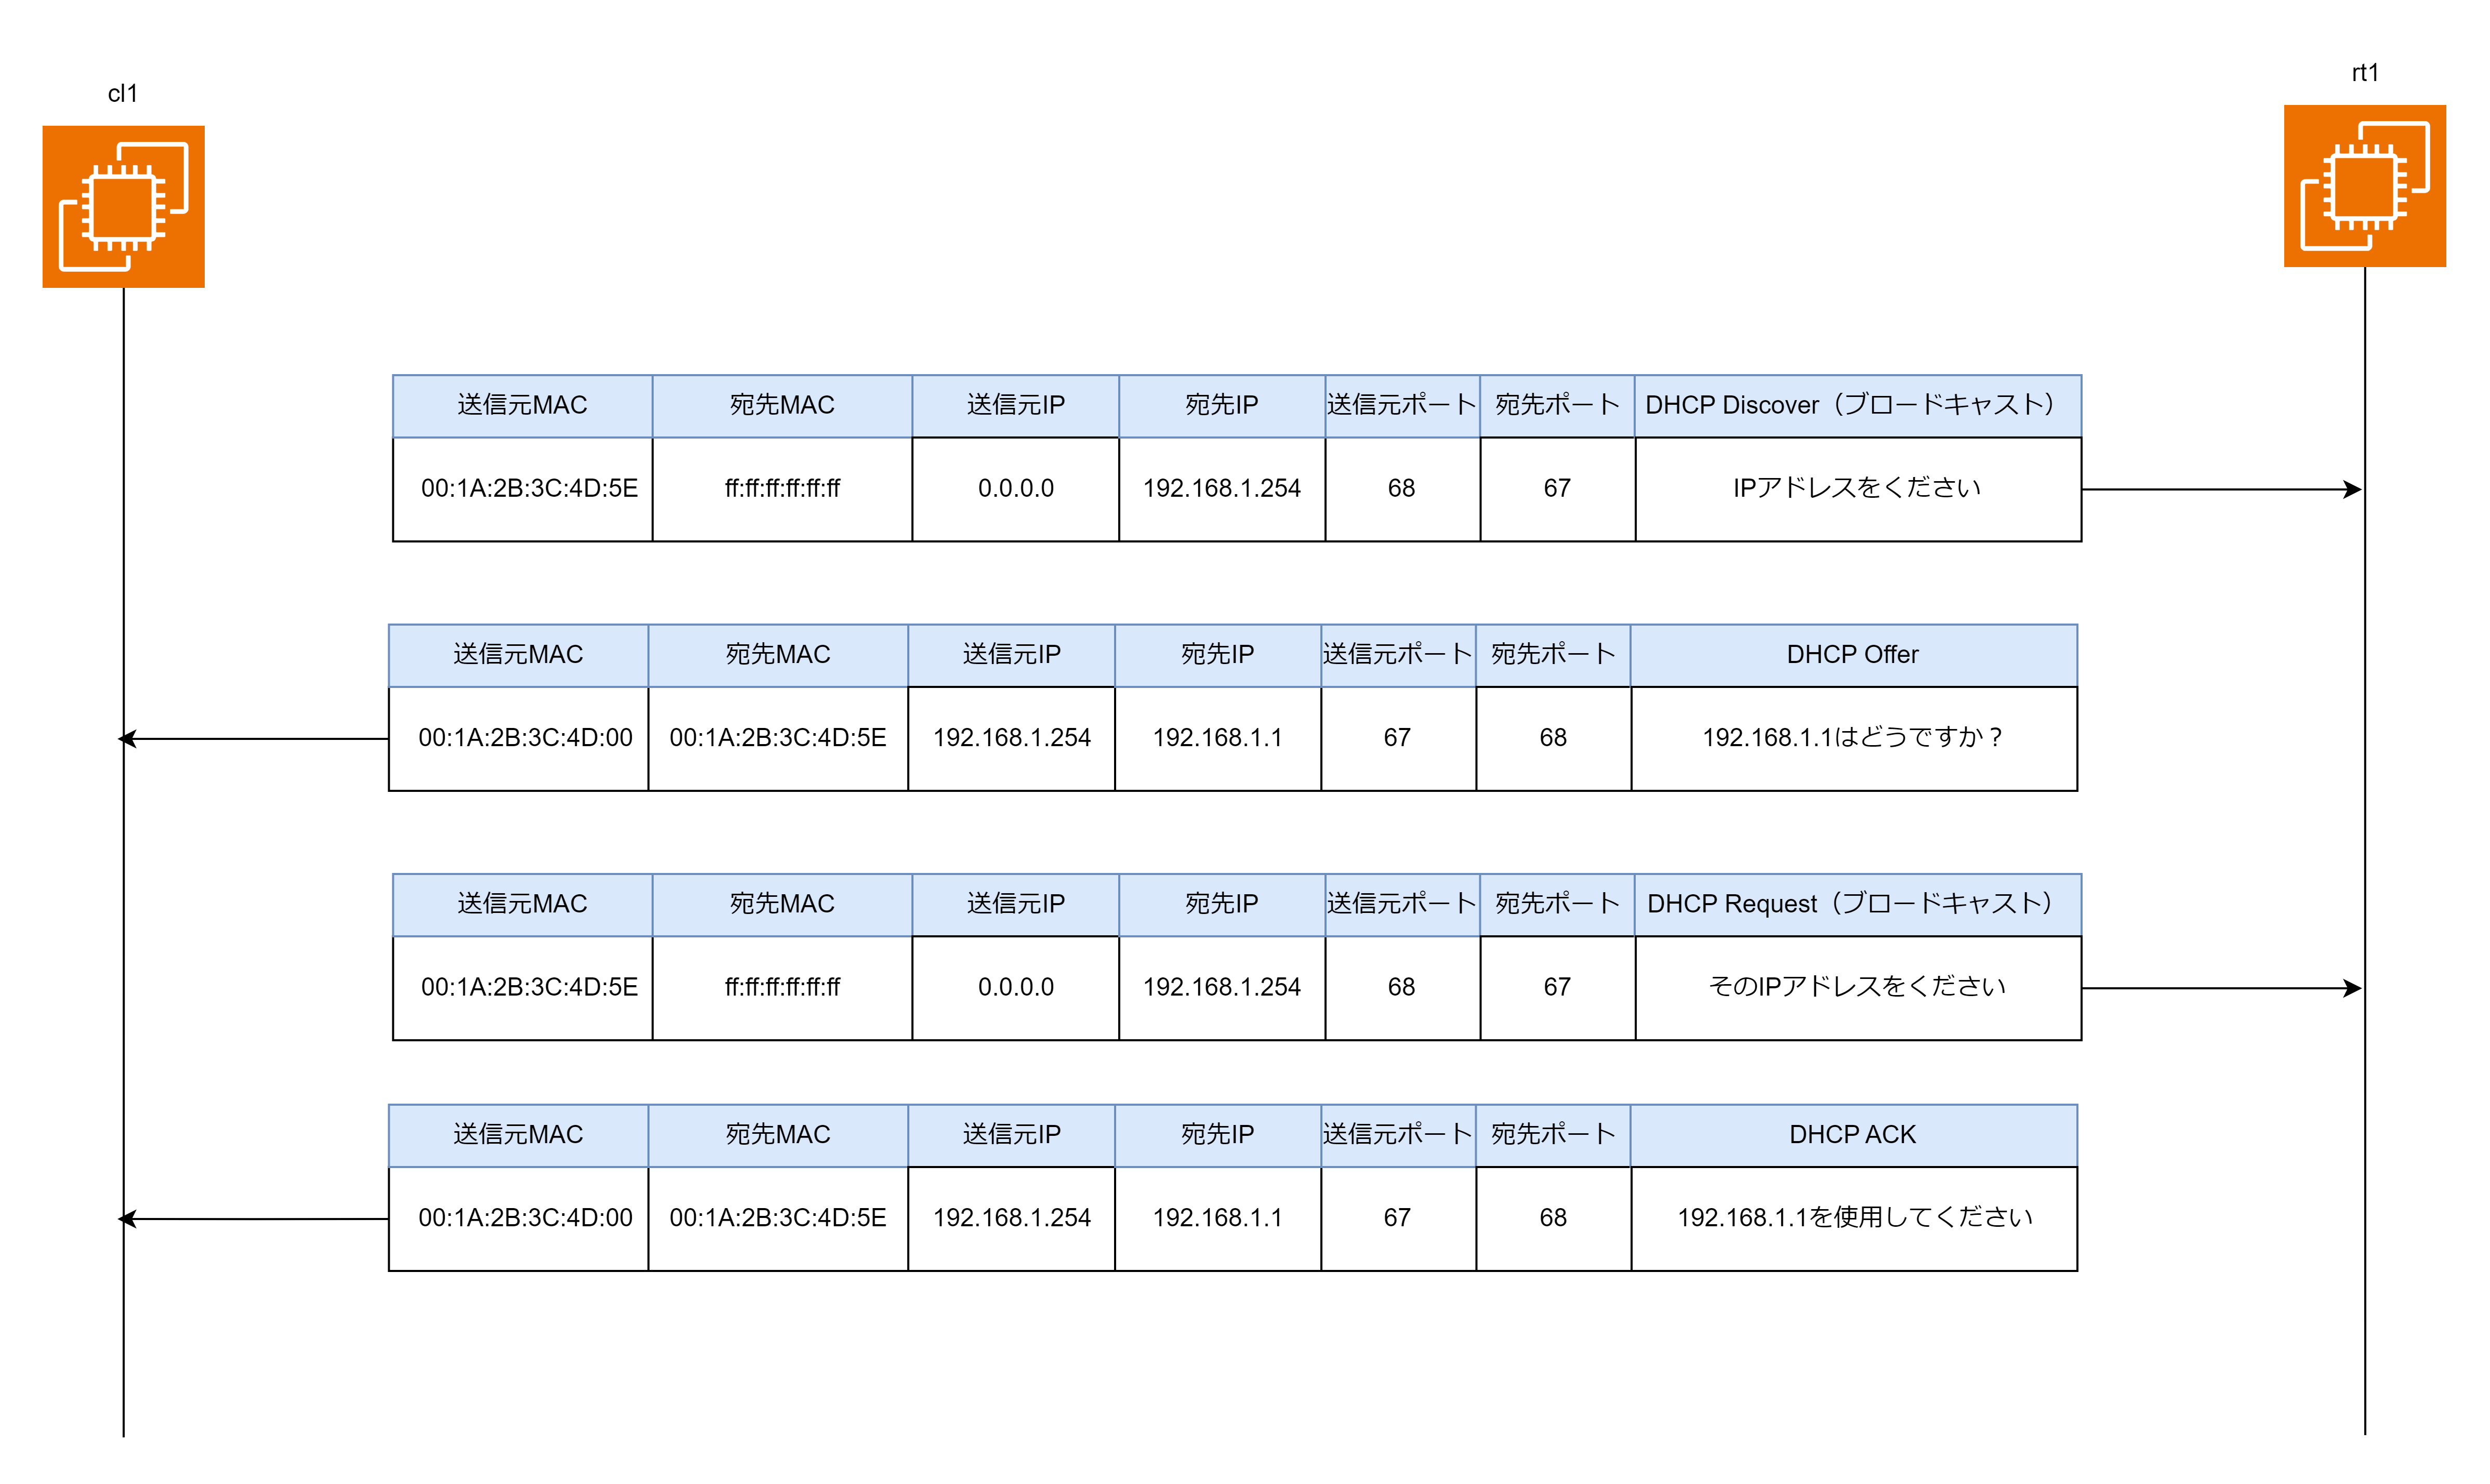 cl1
rt1
送信元MAC 宛先MAC 送信元IP 宛先IP 送信元ポート 宛先ポート DHCP Discover（ブロードキャスト）
00:1A:2B:3C:4D:5E ff:ff:ff:ff:ff:ff 0.0.0.0 192.168.1.254 68 67 IPアドレスをください
送信元MAC 宛先MAC 送信元IP 宛先IP 送信元ポート 宛先ポート DHCP Offer
00:1A:2B:3C:4D:00 00:1A:2B:3C:4D:5E 192.168.1.254 192.168.1.1 67 68 192.168.1.1はどうですか？
送信元MAC 宛先MAC 送信元IP 宛先IP 送信元ポート 宛先ポート DHCP Request（ブロードキャスト）
00:1A:2B:3C:4D:5E ff:ff:ff:ff:ff:ff 0.0.0.0 192.168.1.254 68 67 そのIPアドレスをください
送信元MAC 宛先MAC 送信元IP 宛先IP 送信元ポート 宛先ポート DHCP ACK
00:1A:2B:3C:4D:00 00:1A:2B:3C:4D:5E 192.168.1.254 192.168.1.1 67 68 192.168.1.1を使用してください